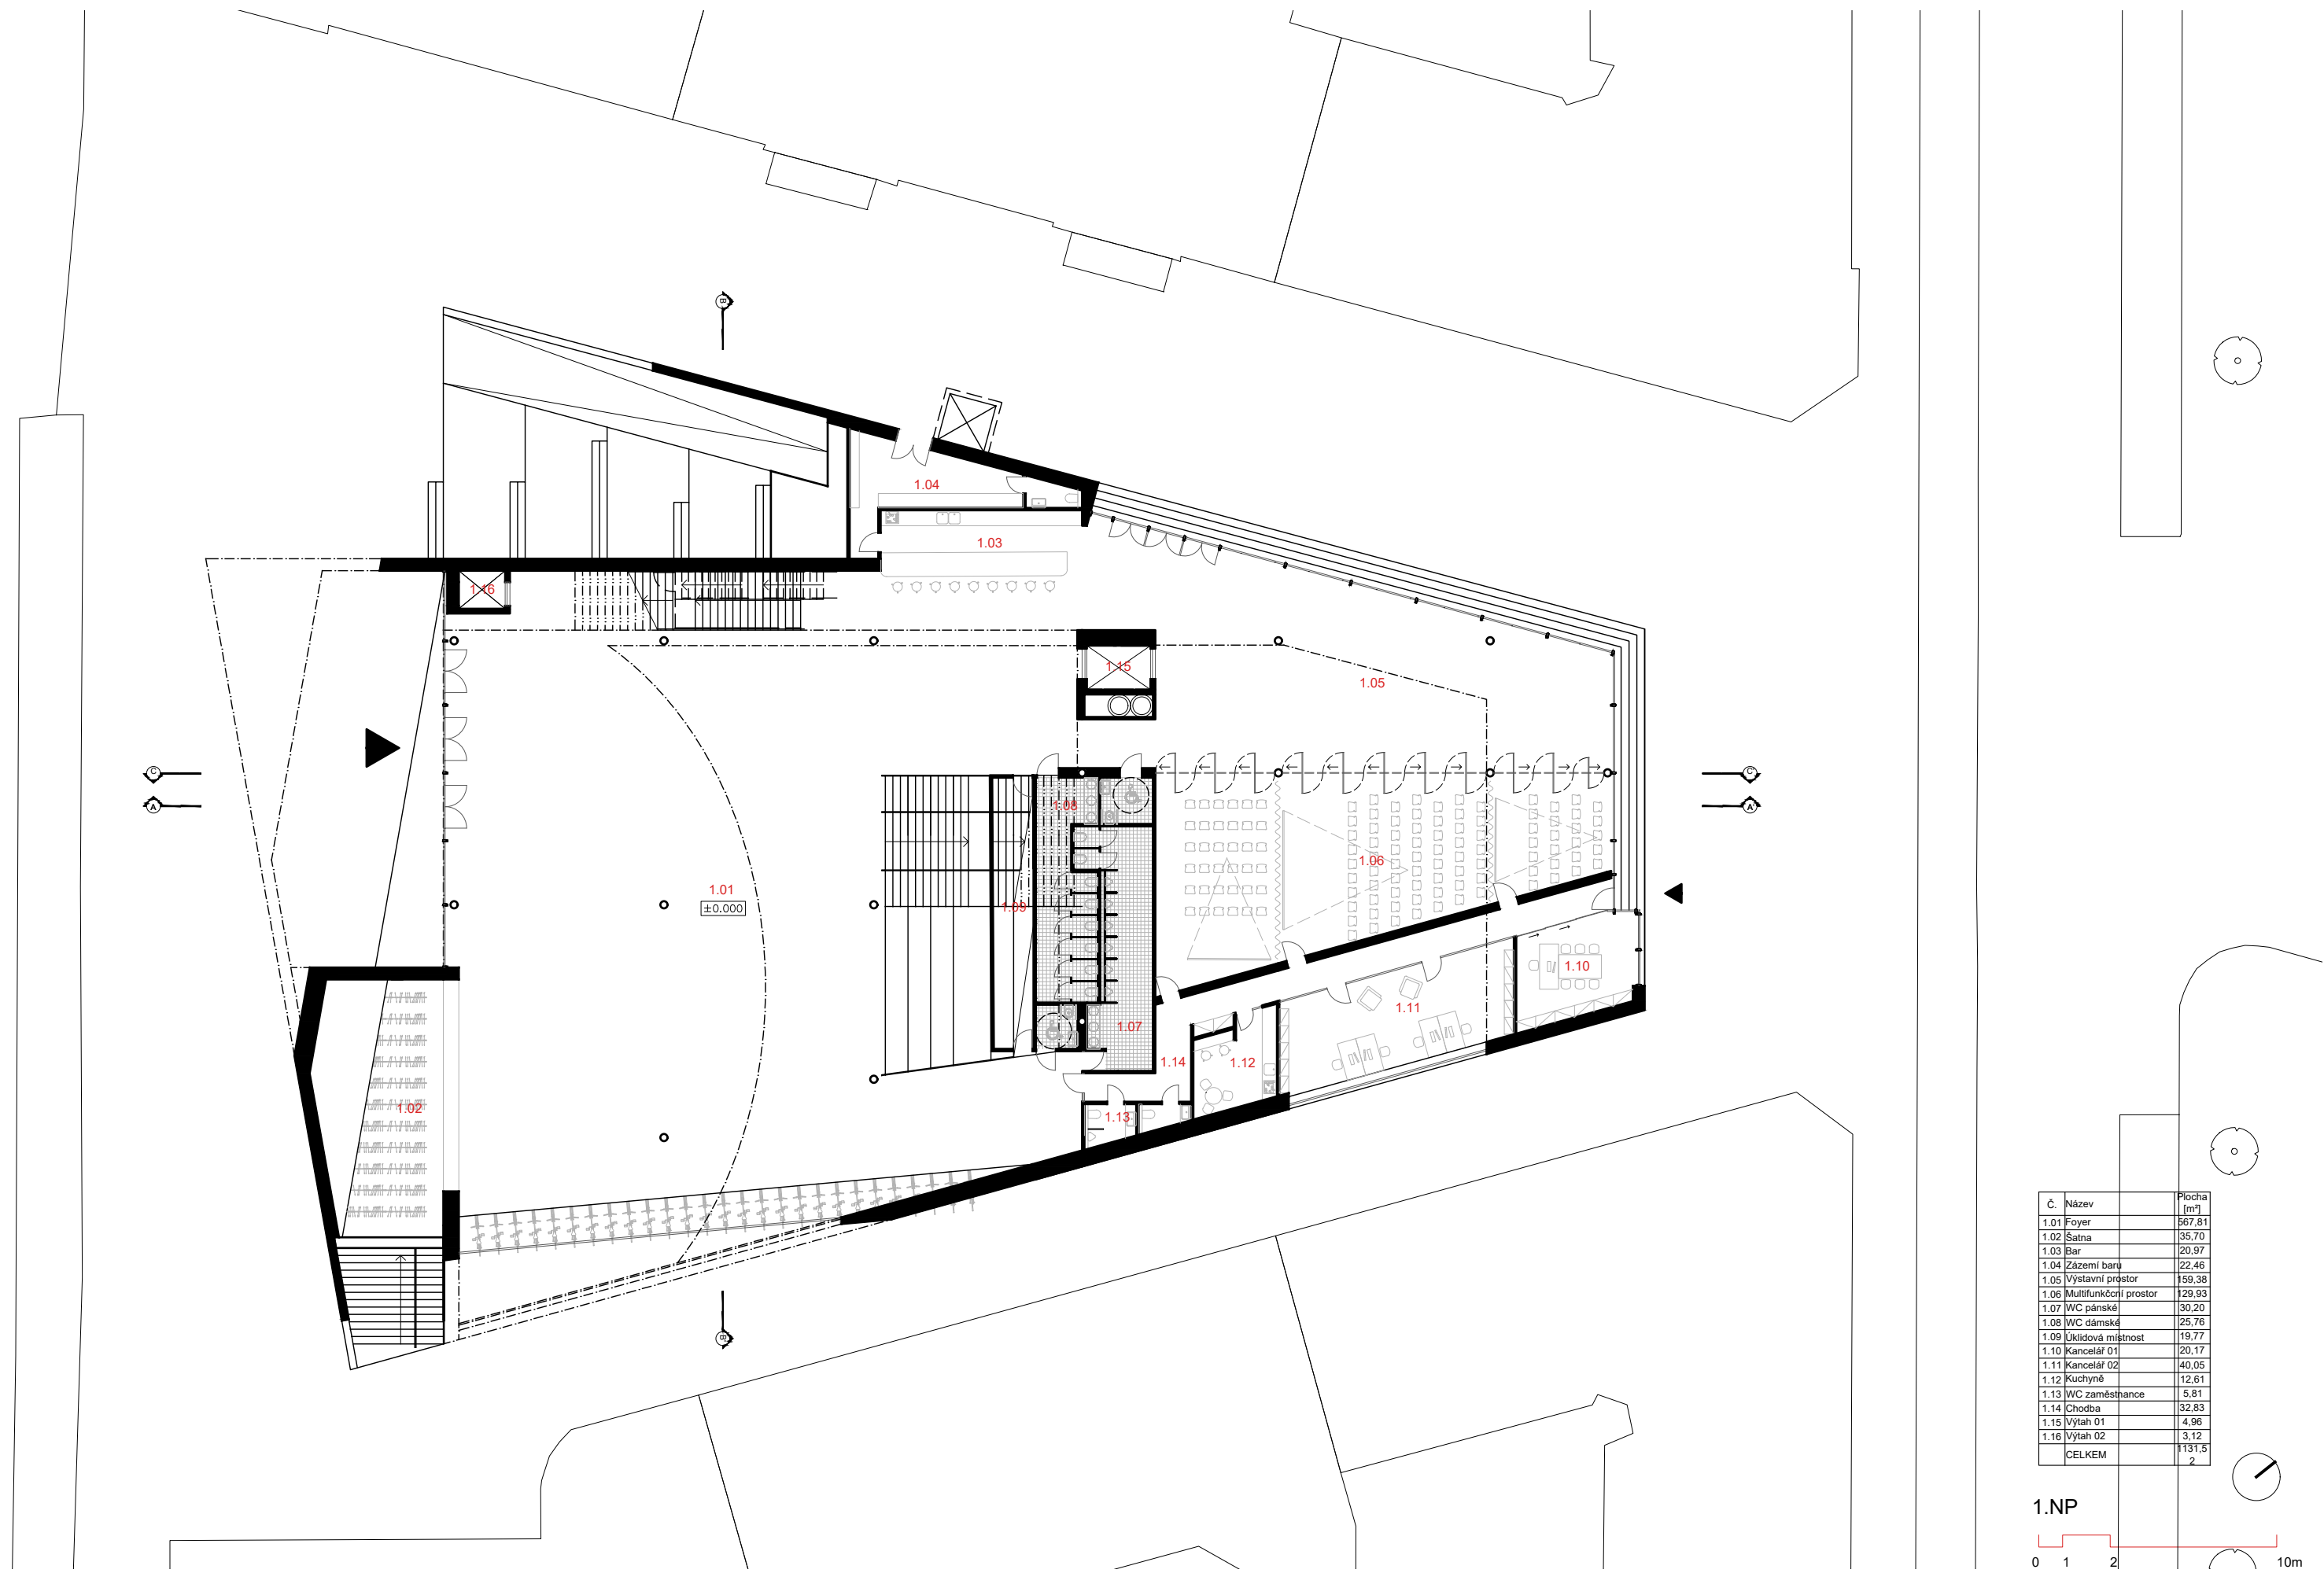 B
1.04
1.03
1.16
1.15
1.05
C
C'
A
A'
1.08
1.06
1.01
±0.000
1.09
1.10
1.11
1.07
1.14
1.12
1.02
1.13
B'
Č. Název Plocha [m²]
1.01 Foyer 567,81
1.02 Šatna 35,70
1.03 Bar 20,97
1.04 Zázemí baru 22,46
1.05 Výstavní prostor 159,38
1.06 Multifunkčcní prostor 129,93
1.07 WC pánské 30,20
1.08 WC dámské 25,76
1.09 Úklidová místnost 19,77
1.10 Kancelář 01 20,17
1.11 Kancelář 02 40,05
1.12 Kuchyně 12,61
1.13 WC zaměstnance 5,81
1.14 Chodba 32,83
1.15 Výtah 01 4,96
1.16 Výtah 02 3,12
CELKEM 1131,52
1.NP
0 1 2 10m